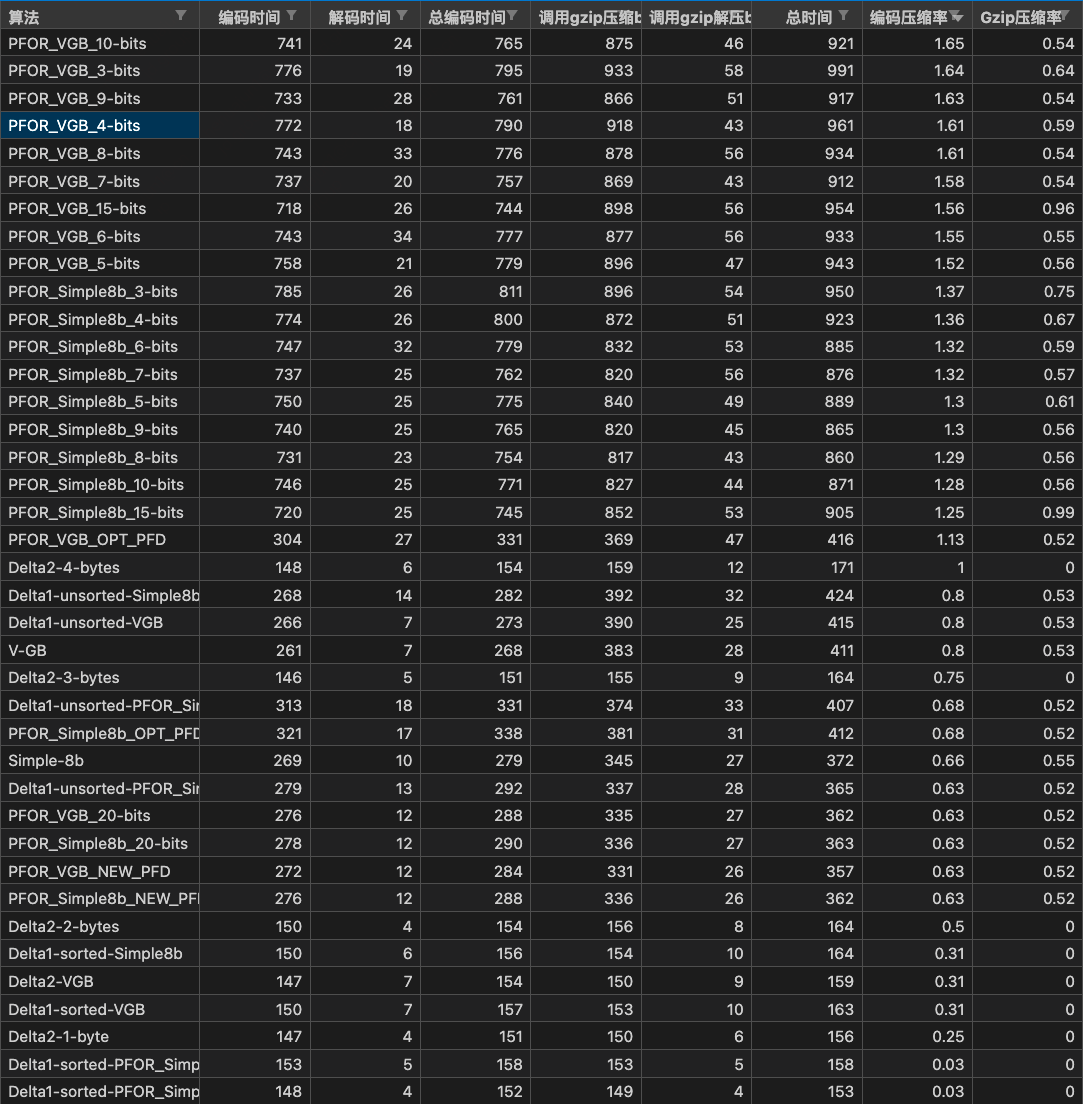 算法 编码时间 解码时间 总编码时间 调用gzip压缩 调用gzip解压 总时间 编码压缩率 Gzip压缩率
PFOR_VGB_10-bits 741 24 765 875 46 921 1.65 0.54
PFOR_VGB_3-bits 776 19 795 933 58 991 1.64 0.64
PFOR_VGB_9-bits 733 28 761 866 51 917 1.63 0.54
PFOR_VGB_4-bits 772 18 790 918 43 961 1.61 0.59
PFOR_VGB_8-bits 743 33 776 878 56 934 1.61 0.54
PFOR_VGB_7-bits 737 20 757 869 43 912 1.58 0.54
PFOR_VGB_15-bits 718 26 744 898 56 954 1.56 0.96
PFOR_VGB_6-bits 743 34 777 877 56 933 1.55 0.55
PFOR_VGB_5-bits 758 21 779 896 47 943 1.52 0.56
PFOR_Simple8b_3-bits 785 26 811 896 54 950 1.37 0.75
PFOR_Simple8b_4-bits 774 26 800 872 51 923 1.36 0.67
PFOR_Simple8b_6-bits 747 32 779 832 53 885 1.32 0.59
PFOR_Simple8b_7-bits 737 25 762 820 56 876 1.32 0.57
PFOR_Simple8b_5-bits 750 25 775 840 49 889 1.3 0.61
PFOR_Simple8b_9-bits 740 25 765 820 45 865 1.3 0.56
PFOR_Simple8b_8-bits 731 23 754 817 43 860 1.29 0.56
PFOR_Simple8b_10-bits 746 25 771 827 44 871 1.28 0.56
PFOR_Simple8b_15-bits 720 25 745 852 53 905 1.25 0.99
PFOR_VGB_OPT_PFD 304 27 331 369 47 416 1.13 0.52
Delta2-4-bytes 148 6 154 159 12 171 1 0
Delta1-unsorted-Simple8b 268 14 282 392 32 424 0.8 0.53
Delta1-unsorted-VGB 266 7 273 390 25 415 0.8 0.53
V-GB 261 7 268 383 28 411 0.8 0.53
Delta2-3-bytes 146 5 151 155 9 164 0.75 0
Delta1-unsorted-PFOR_Sir 313 18 331 374 33 407 0.68 0.52
PFOR_Simple8b_OPT_PFD 321 17 338 381 31 412 0.68 0.52
Simple-8b 269 10 279 345 27 372 0.66 0.55
Delta1-unsorted-PFOR_Sir 279 13 292 337 28 365 0.63 0.52
PFOR_VGB_20-bits 276 12 288 335 27 362 0.63 0.52
PFOR_Simple8b_20-bits 278 12 290 336 27 363 0.63 0.52
PFOR_VGB_NEW_PFD 272 12 284 331 26 357 0.63 0.52
PFOR_Simple8b_NEW_PFI 276 12 288 336 26 362 0.63 0.52
Delta2-2-bytes 150 4 154 156 8 164 0.5 0
Delta1-sorted-Simple8b 150 6 156 154 10 164 0.31 0
Delta2-VGB 147 7 154 150 9 159 0.31 0
Delta1-sorted-VGB 150 7 157 153 10 163 0.31 0
Delta2-1-byte 147 4 151 150 6 156 0.25 0
Delta1-sorted-PFOR_Simp 153 5 158 153 5 158 0.03 0
Delta1-sorted-PFOR_Simp 148 4 152 149 4 153 0.03 0